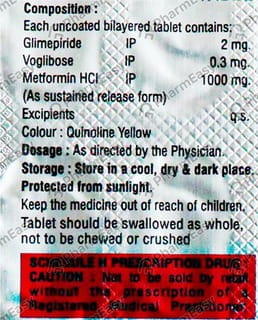 Composition :
Each uncoated bilayered tablet contains;
Glimepiride IP 2 mg.
Voglibose IP 0.3 mg.
Metformin HCl IP 1000 mg.
(As sustained release form)
Excipients q.s.
Colour : Quinoline Yellow
Dosage : As directed by the Physician.
Storage : Store in a cool, dry & dark place.
Protected from sunlight.
Keep the medicine out of reach of children.
Tablet should be swallowed as whole,
not to be chewed or crushed
SCHEDULE H PRESCRIPTION DRUG
CAUTION : Not to be sold by retail
without the prescription of a
Registered Medical Practitioner